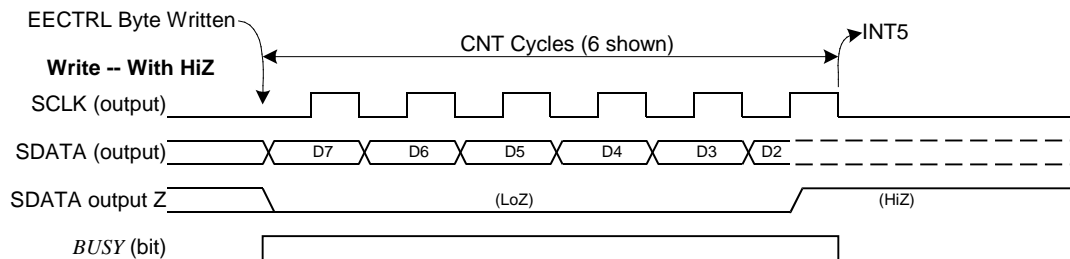 EECTRL Byte Written
CNT Cycles (6 shown)
INT5
Write -- With HiZ
SCLK (output)
SDATA (output)
D7 D6 D5 D4 D3 D2
SDATA output Z
(LoZ) (HiZ)
BUSY (bit)